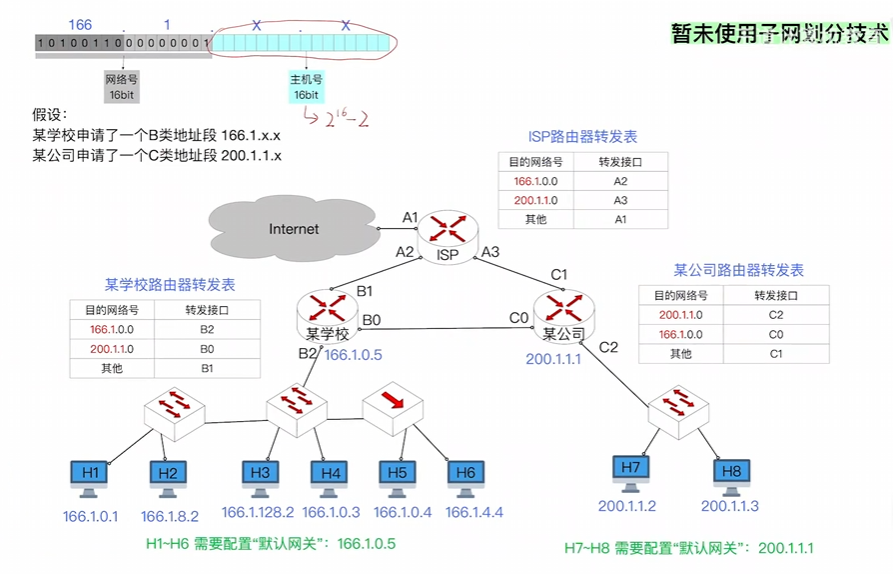 暂未使用子网划分技术
166 . 1 . X . X
1 0 1 0 0 1 1 0 0 0 0 0 0 0 0 1
网络号
16bit
主机号
16bit
2^16-2
假设：
某学校申请了一个B类地址段 166.1.x.x
某公司申请了一个C类地址段 200.1.1.x
ISP路由器转发表
目的网络号 转发接口
166.1.0.0 A2
200.1.1.0 A3
其他 A1
Internet
A1
ISP
A2
A3
某学校路由器转发表
目的网络号 转发接口
166.1.0.0 B2
200.1.1.0 B0
其他 B1
B1
某学校
B0
B2
166.1.0.5
C1
C0
某公司
C2
200.1.1.1
某公司路由器转发表
目的网络号 转发接口
200.1.1.0 C2
166.1.0.0 C0
其他 C1
H1 H2 H3 H4 H5 H6
166.1.0.1 166.1.8.2 166.1.128.2 166.1.0.3 166.1.0.4 166.1.4.4
H1~H6 需要配置“默认网关”：166.1.0.5
H7 H8
200.1.1.2 200.1.1.3
H7~H8 需要配置“默认网关”：200.1.1.1